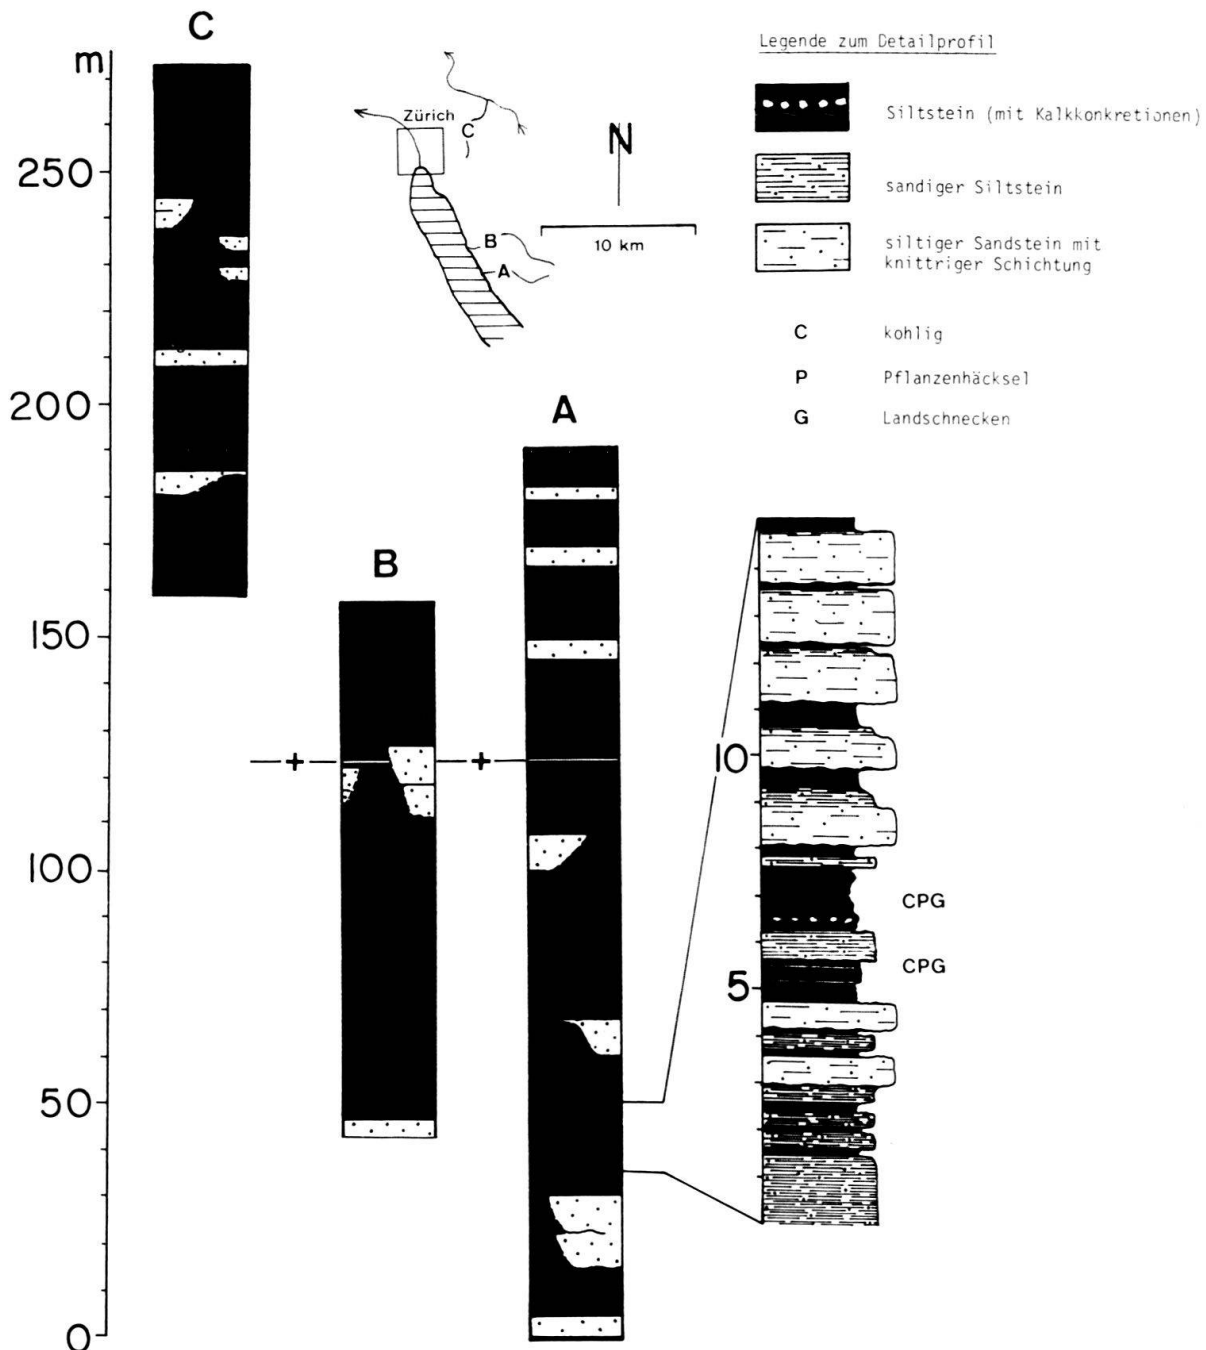 C
m
250
200
150
100
50
0
Zürich
C
N
B
A
10 km
Legende zum Detailprofil
Siltstein (mit Kalkkonkretionen)
sandiger Siltstein
siltiger Sandstein mit
knittriger Schichtung
C kohlig
P Pflanzenhäcksel
G Landschnecken
A
B
+ +
10
5
CPG
CPG